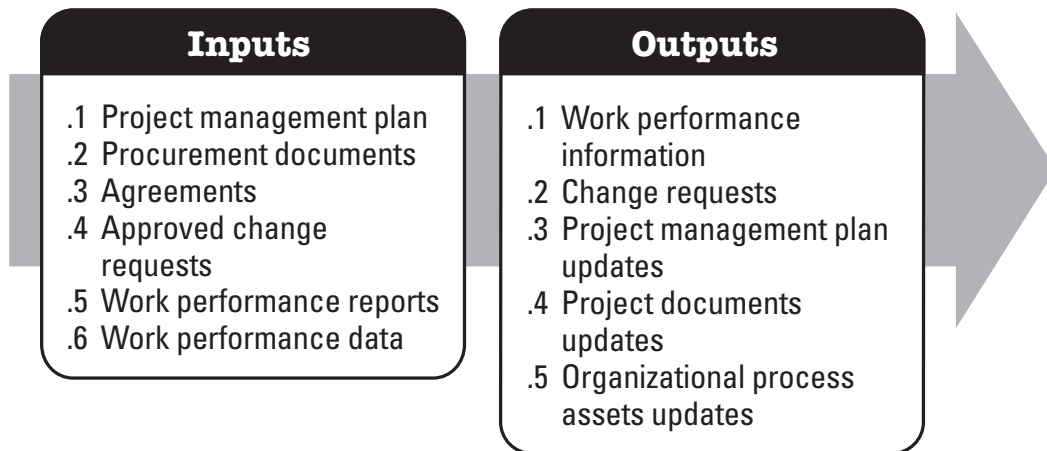 Inputs
.1 Project management plan
.2 Procurement documents
.3 Agreements
.4 Approved change
requests
.5 Work performance reports
.6 Work performance data
Outputs
.1 Work performance
information
.2 Change requests
.3 Project management plan
updates
.4 Project documents
updates
.5 Organizational process
assets updates